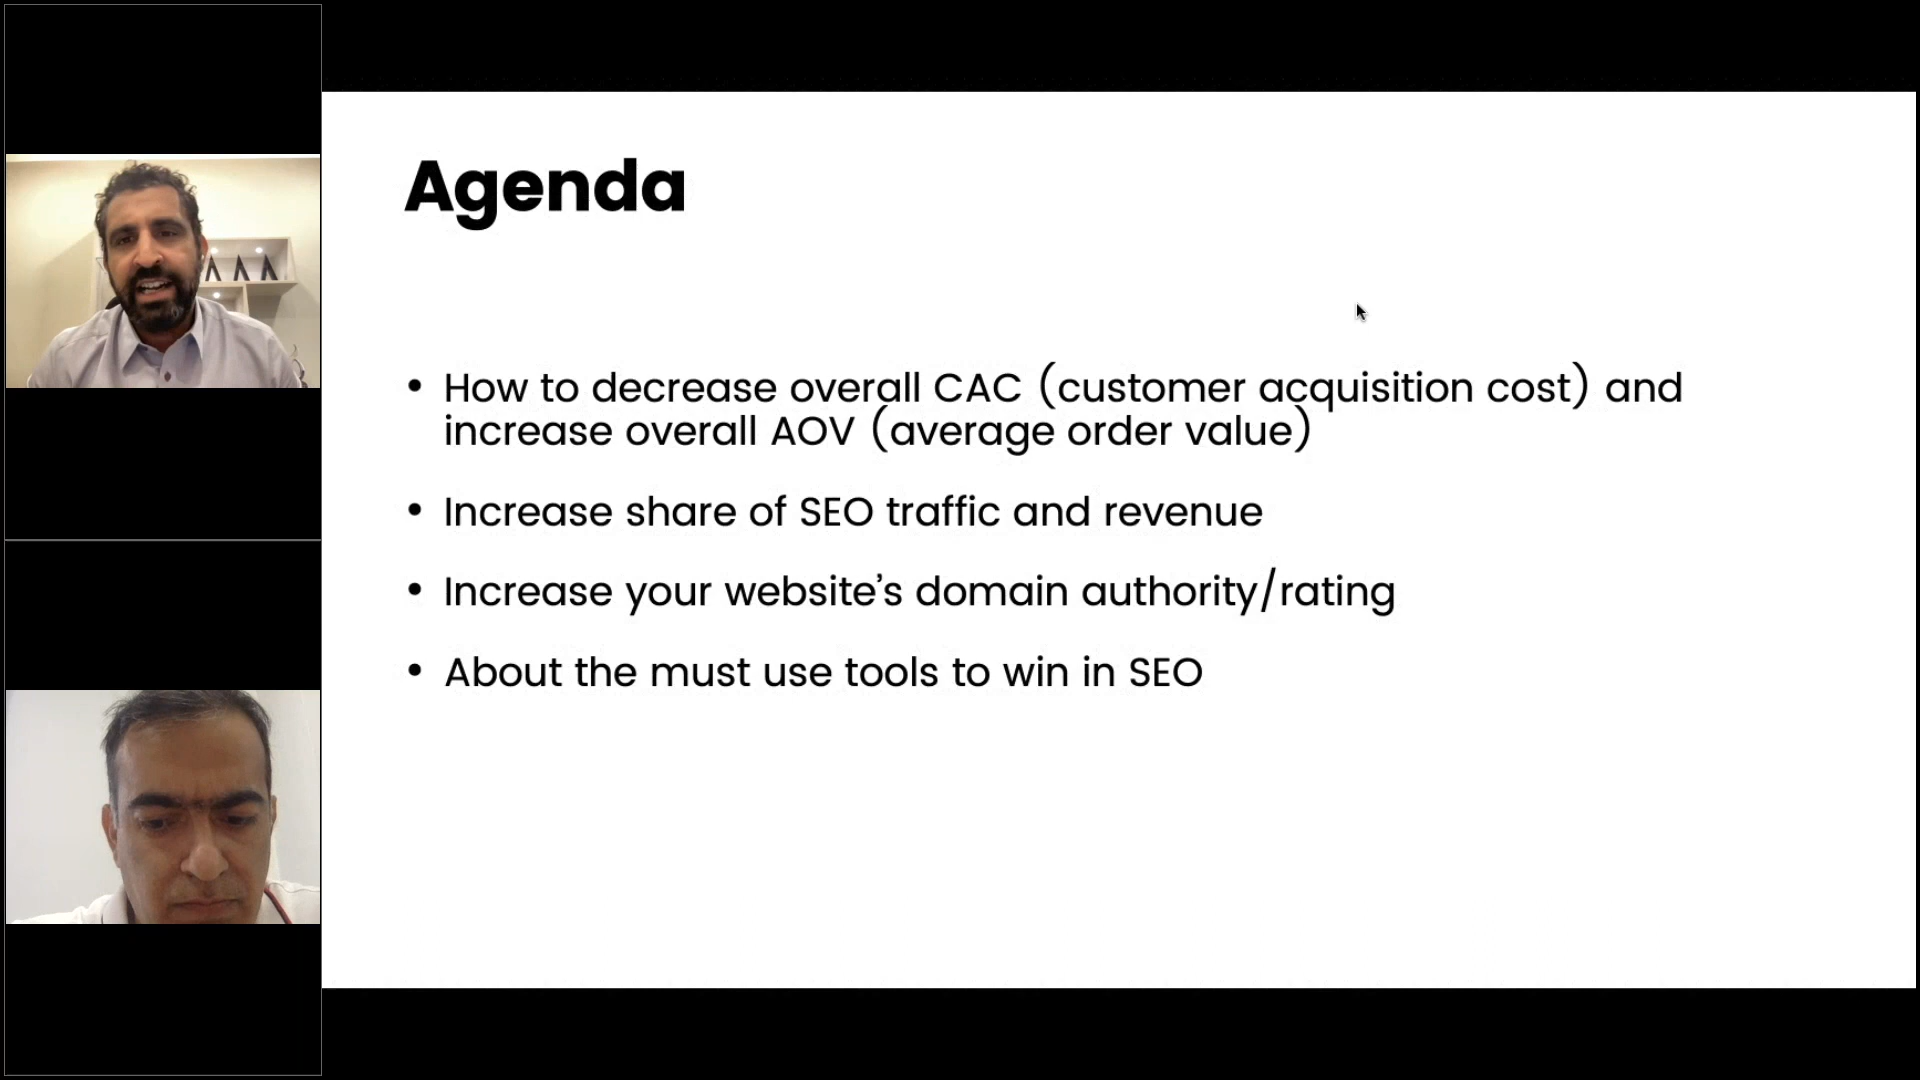 Agenda
• How to decrease overall CAC (customer acquisition cost) and
increase overall AOV (average order value)
• Increase share of SEO traffic and revenue
• Increase your website’s domain authority/rating
• About the must use tools to win in SEO